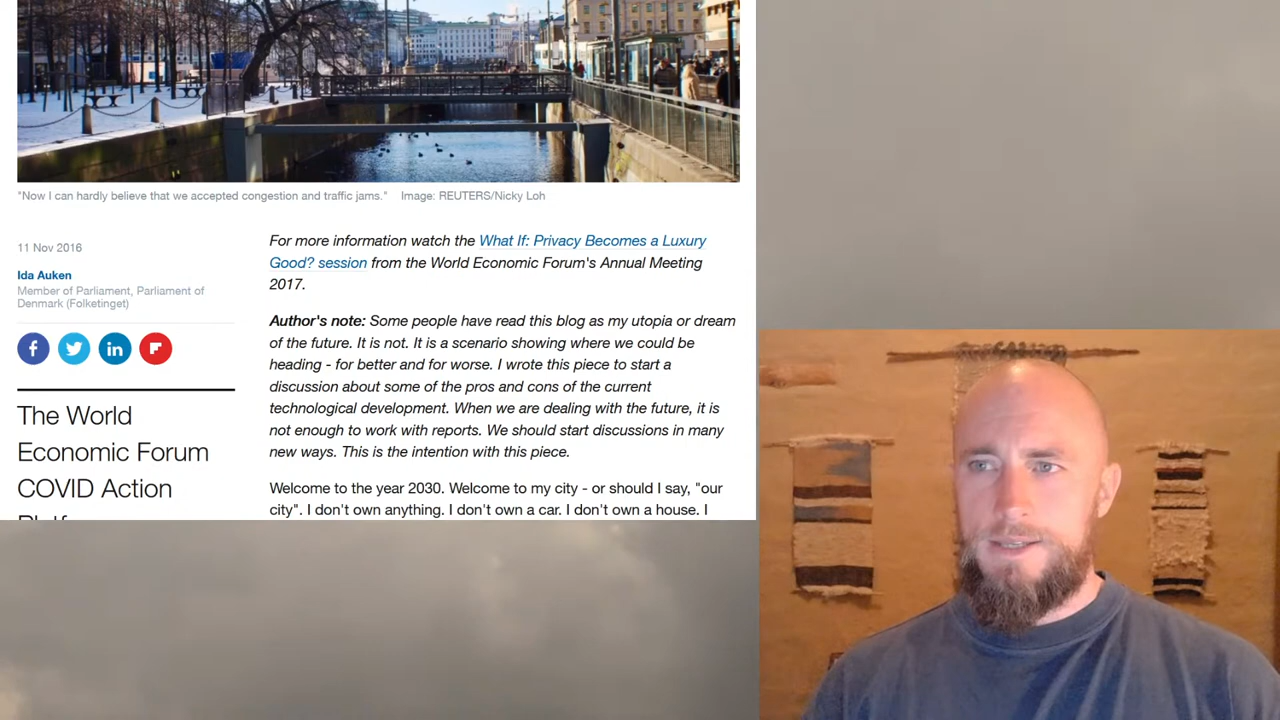 "Now I can hardly believe that we accepted congestion and traffic jams." Image: REUTERS/Nicky Loh
11 Nov 2016
Ida Auken
Member of Parliament, Parliament of
Denmark (Folketinget)
The World
Economic Forum
COVID Action
For more information watch the What If: Privacy Becomes a Luxury
Good? session from the World Economic Forum's Annual Meeting
2017.
Author's note: Some people have read this blog as my utopia or dream
of the future. It is not. It is a scenario showing where we could be
heading - for better and for worse. I wrote this piece to start a
discussion about some of the pros and cons of the current
technological development. When we are dealing with the future, it is
not enough to work with reports. We should start discussions in many
new ways. This is the intention with this piece.
Welcome to the year 2030. Welcome to my city - or should I say, "our
city". I don't own anything. I don't own a car. I don't own a house. I